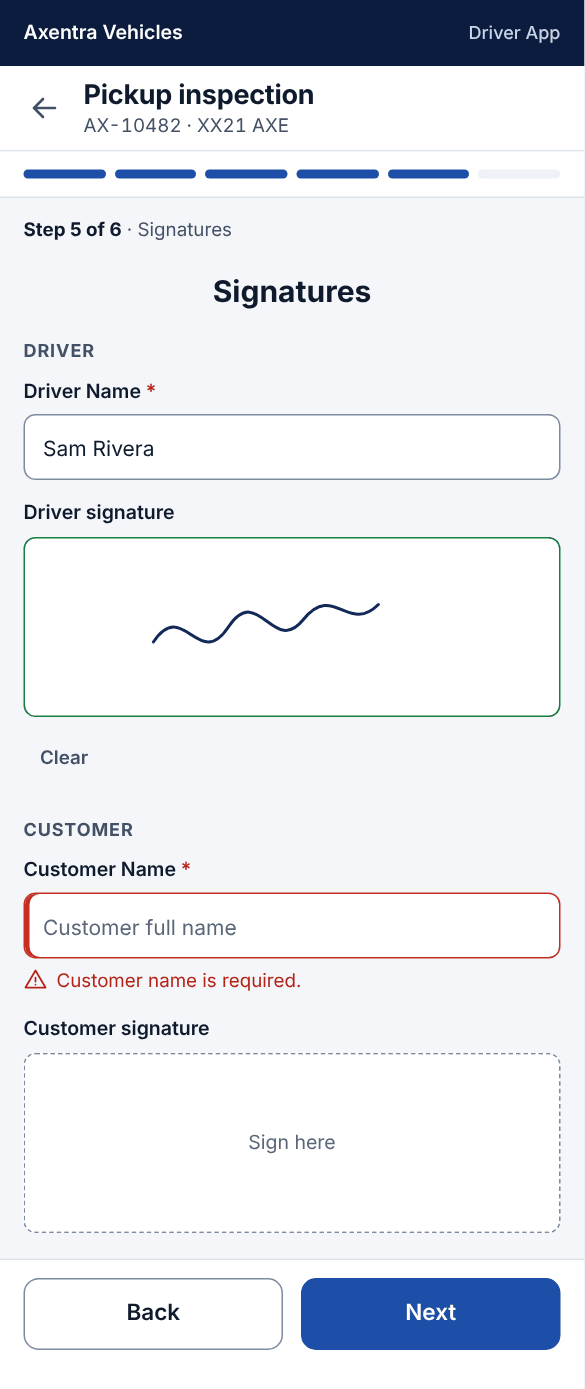 Axentra Vehicles
Driver App
Pickup inspection
AX-10482 · XX21 AXE
Step 5 of 6 · Signatures
Signatures
DRIVER
Driver Name *
Sam Rivera
Driver signature
Clear
CUSTOMER
Customer Name *
Customer full name
Customer name is required.
Customer signature
Sign here
Back
Next